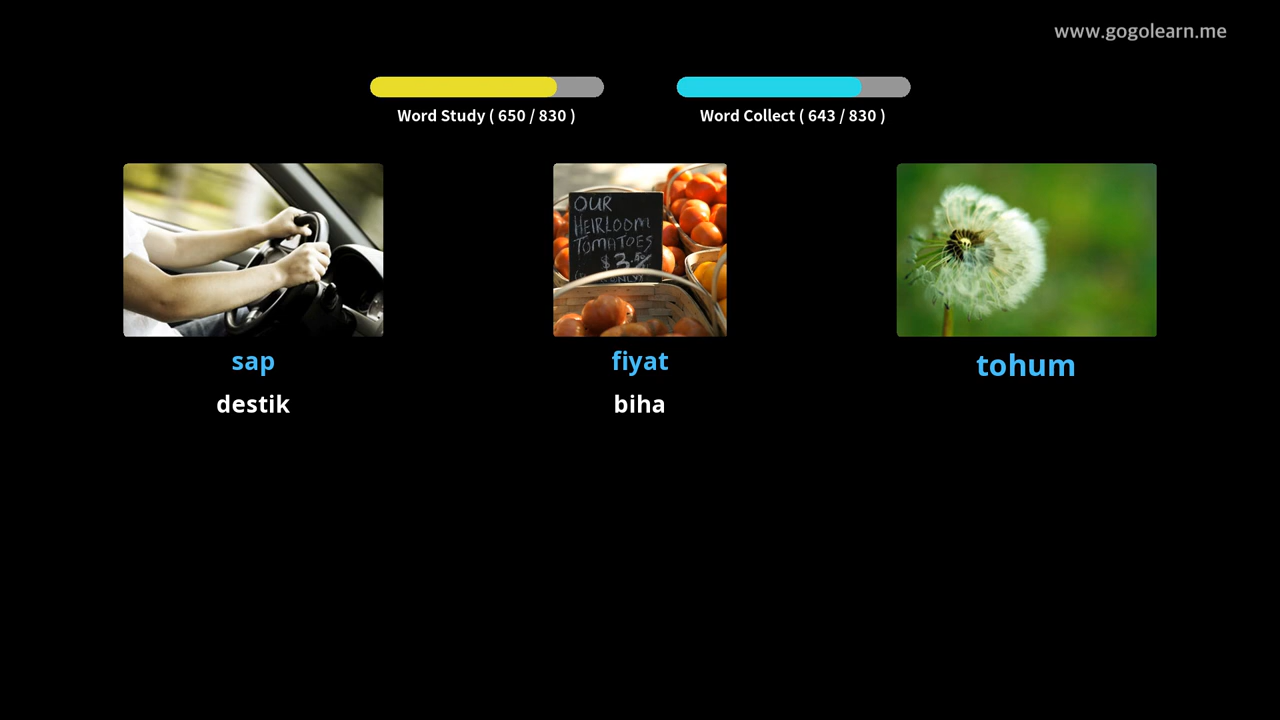 www.gogolearn.me
Word Study ( 650 / 830 )
Word Collect ( 643 / 830 )
OUR
HEIRLOOM
TOMATOES
sap
fiyat
tohum
destik
biha